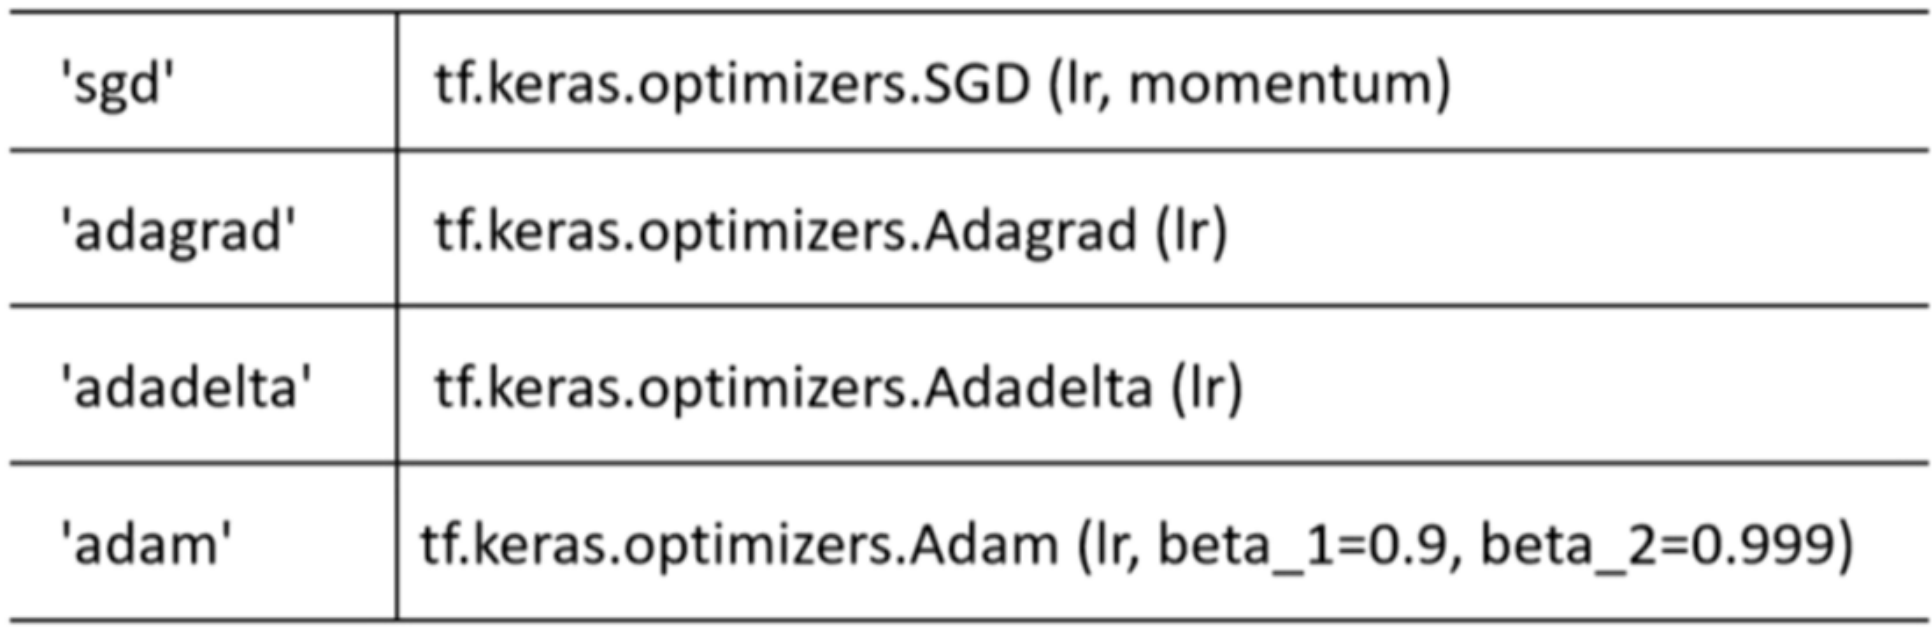 'sgd' tf.keras.optimizers.SGD (lr, momentum)
'adagrad' tf.keras.optimizers.Adagrad (lr)
'adadelta' tf.keras.optimizers.Adadelta (lr)
'adam' tf.keras.optimizers.Adam (lr, beta_1=0.9, beta_2=0.999)